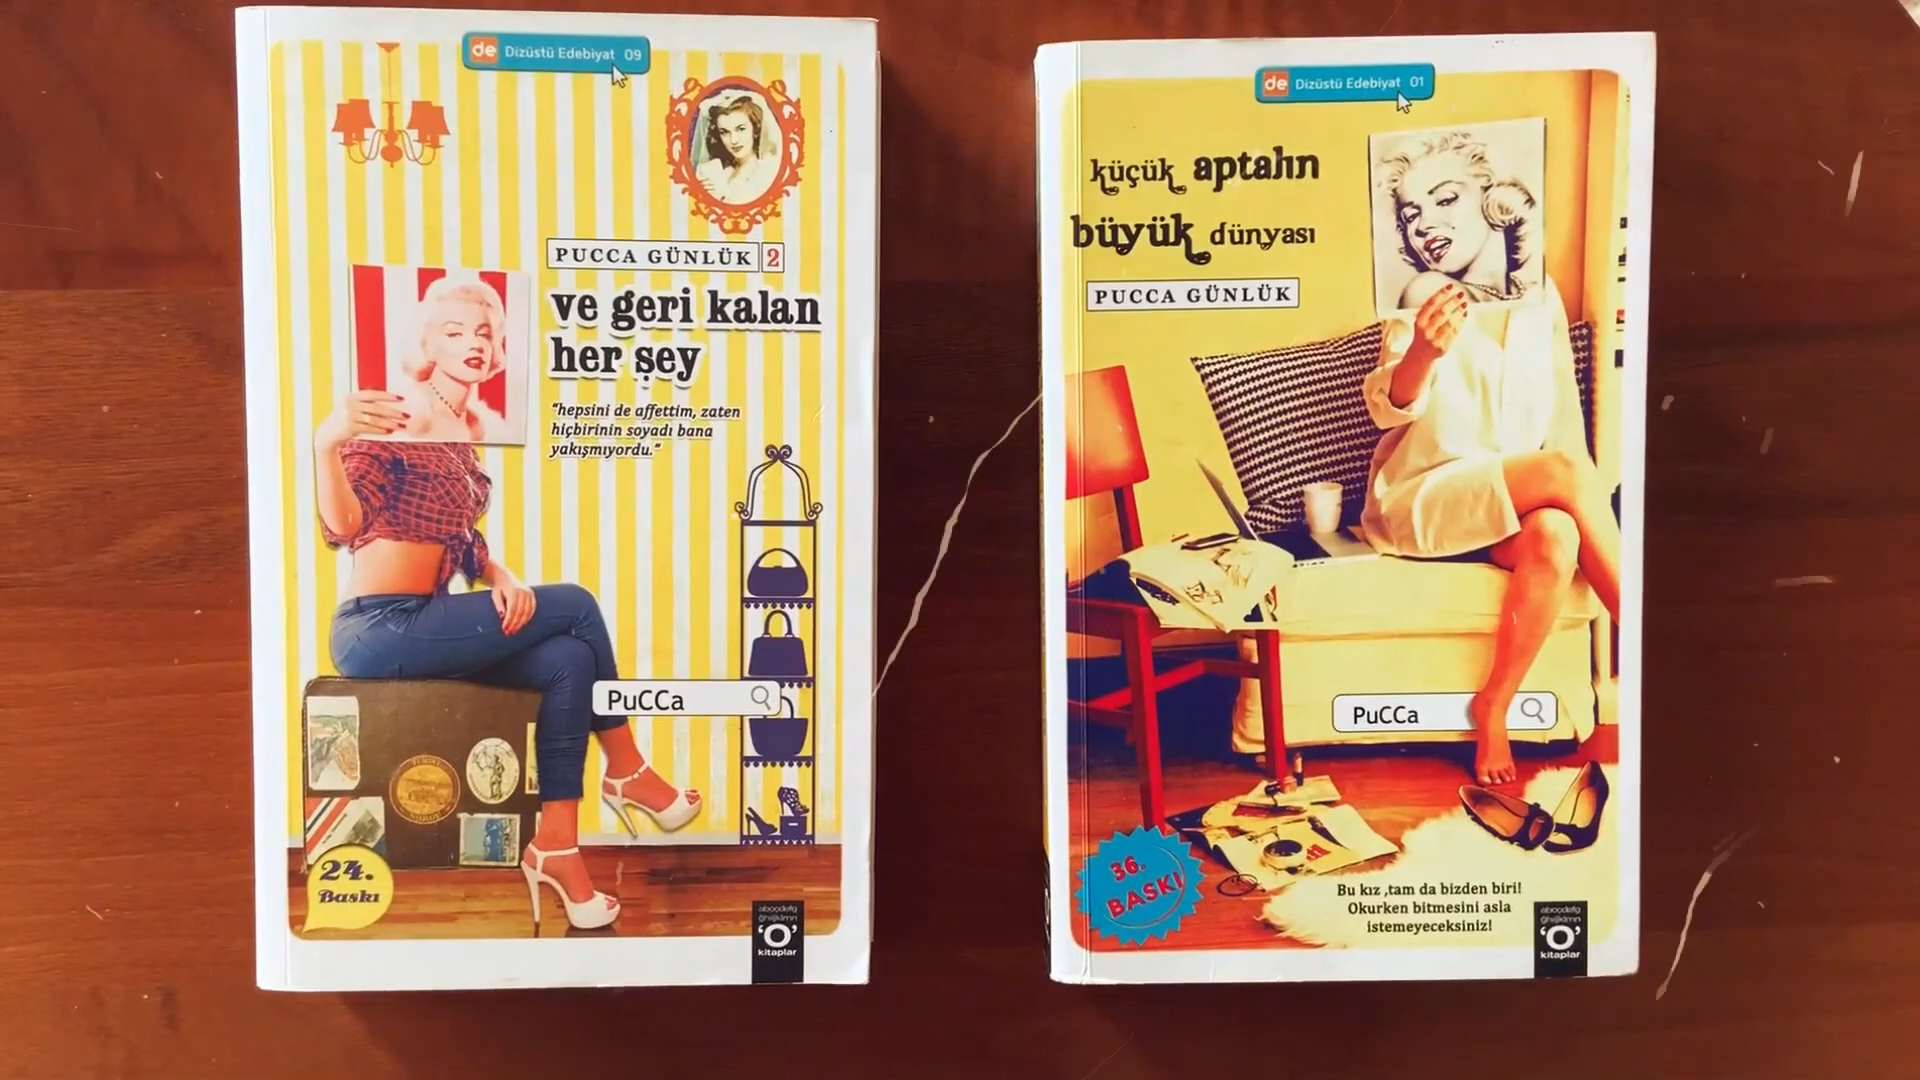 de Dizüstü Edebiyat 09
PUCCA GÜNLÜK 2
ve geri kalan
her şey
“hepsini de affettim, zaten
hiçbirinin soyadı bana
yakışmıyordu.”
PuCCa
24.
Baskı
‘O’
kitaplar
de Dizüstü Edebiyat 01
küçük aptalın
büyük dünyası
PUCCA GÜNLÜK
PuCCa
36.
BASKI
Bu kız ,tam da bizden biri!
Okurken bitmesini asla
istemeyeceksiniz!
‘O’
kitaplar